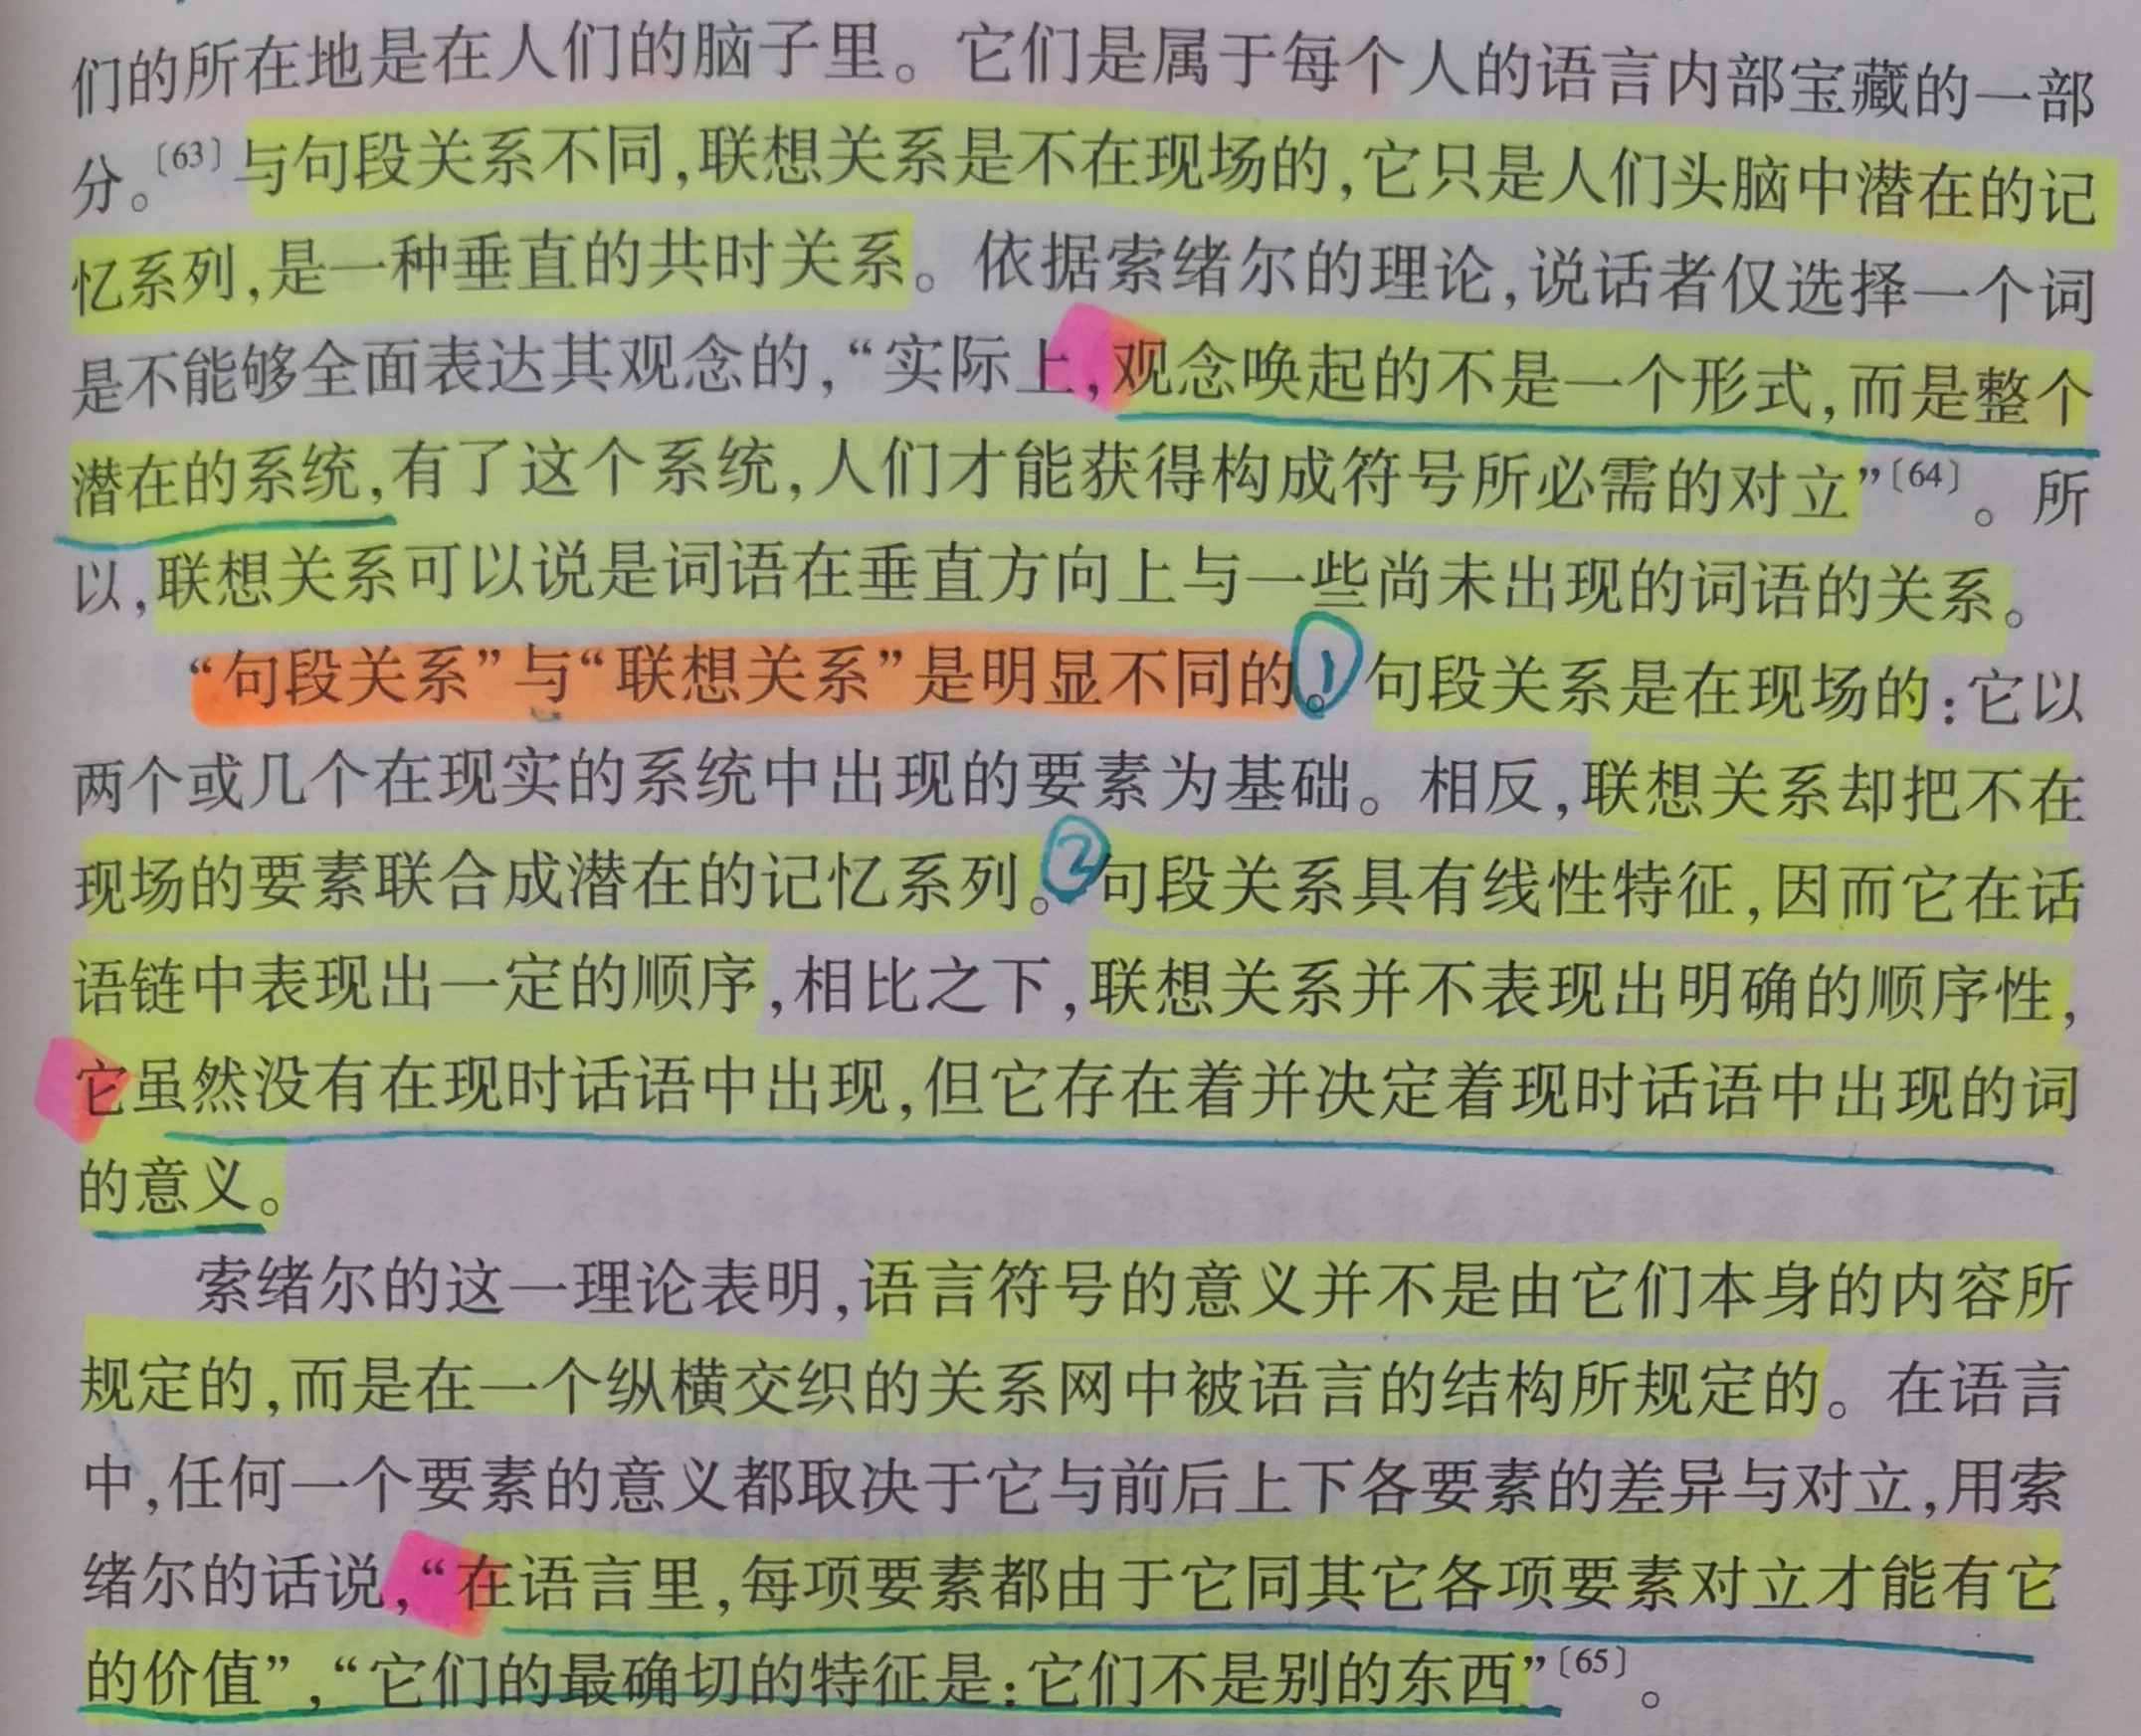 们的所在地是在人们的脑子里。它们是属于每个人的语言内部宝藏的一部
分。〔63〕与句段关系不同,联想关系是不在现场的,它只是人们头脑中潜在的记
忆系列,是一种垂直的共时关系。依据索绪尔的理论,说话者仅选择一个词
是不能够全面表达其观念的,“实际上,观念唤起的不是一个形式,而是整个
潜在的系统,有了这个系统,人们才能获得构成符号所必需的对立”〔64〕。所
以,联想关系可以说是词语在垂直方向上与一些尚未出现的词语的关系。
“句段关系”与“联想关系”是明显不同的。①句段关系是在现场的:它以
两个或几个在现实的系统中出现的要素为基础。相反,联想关系却把不在
现场的要素联合成潜在的记忆系列。②句段关系具有线性特征,因而它在话
语链中表现出一定的顺序,相比之下,联想关系并不表现出明确的顺序性,
它虽然没有在现时话语中出现,但它存在着并决定着现时话语中出现的词
的意义。
索绪尔的这一理论表明,语言符号的意义并不是由它们本身的内容所
规定的,而是在一个纵横交织的关系网中被语言的结构所规定的。在语言
中,任何一个要素的意义都取决于它与前后上下各要素的差异与对立,用索
绪尔的话说,“在语言里,每项要素都由于它同其它各项要素对立才能有它
的价值”,“它们的最确切的特征是:它们不是别的东西”〔65〕。